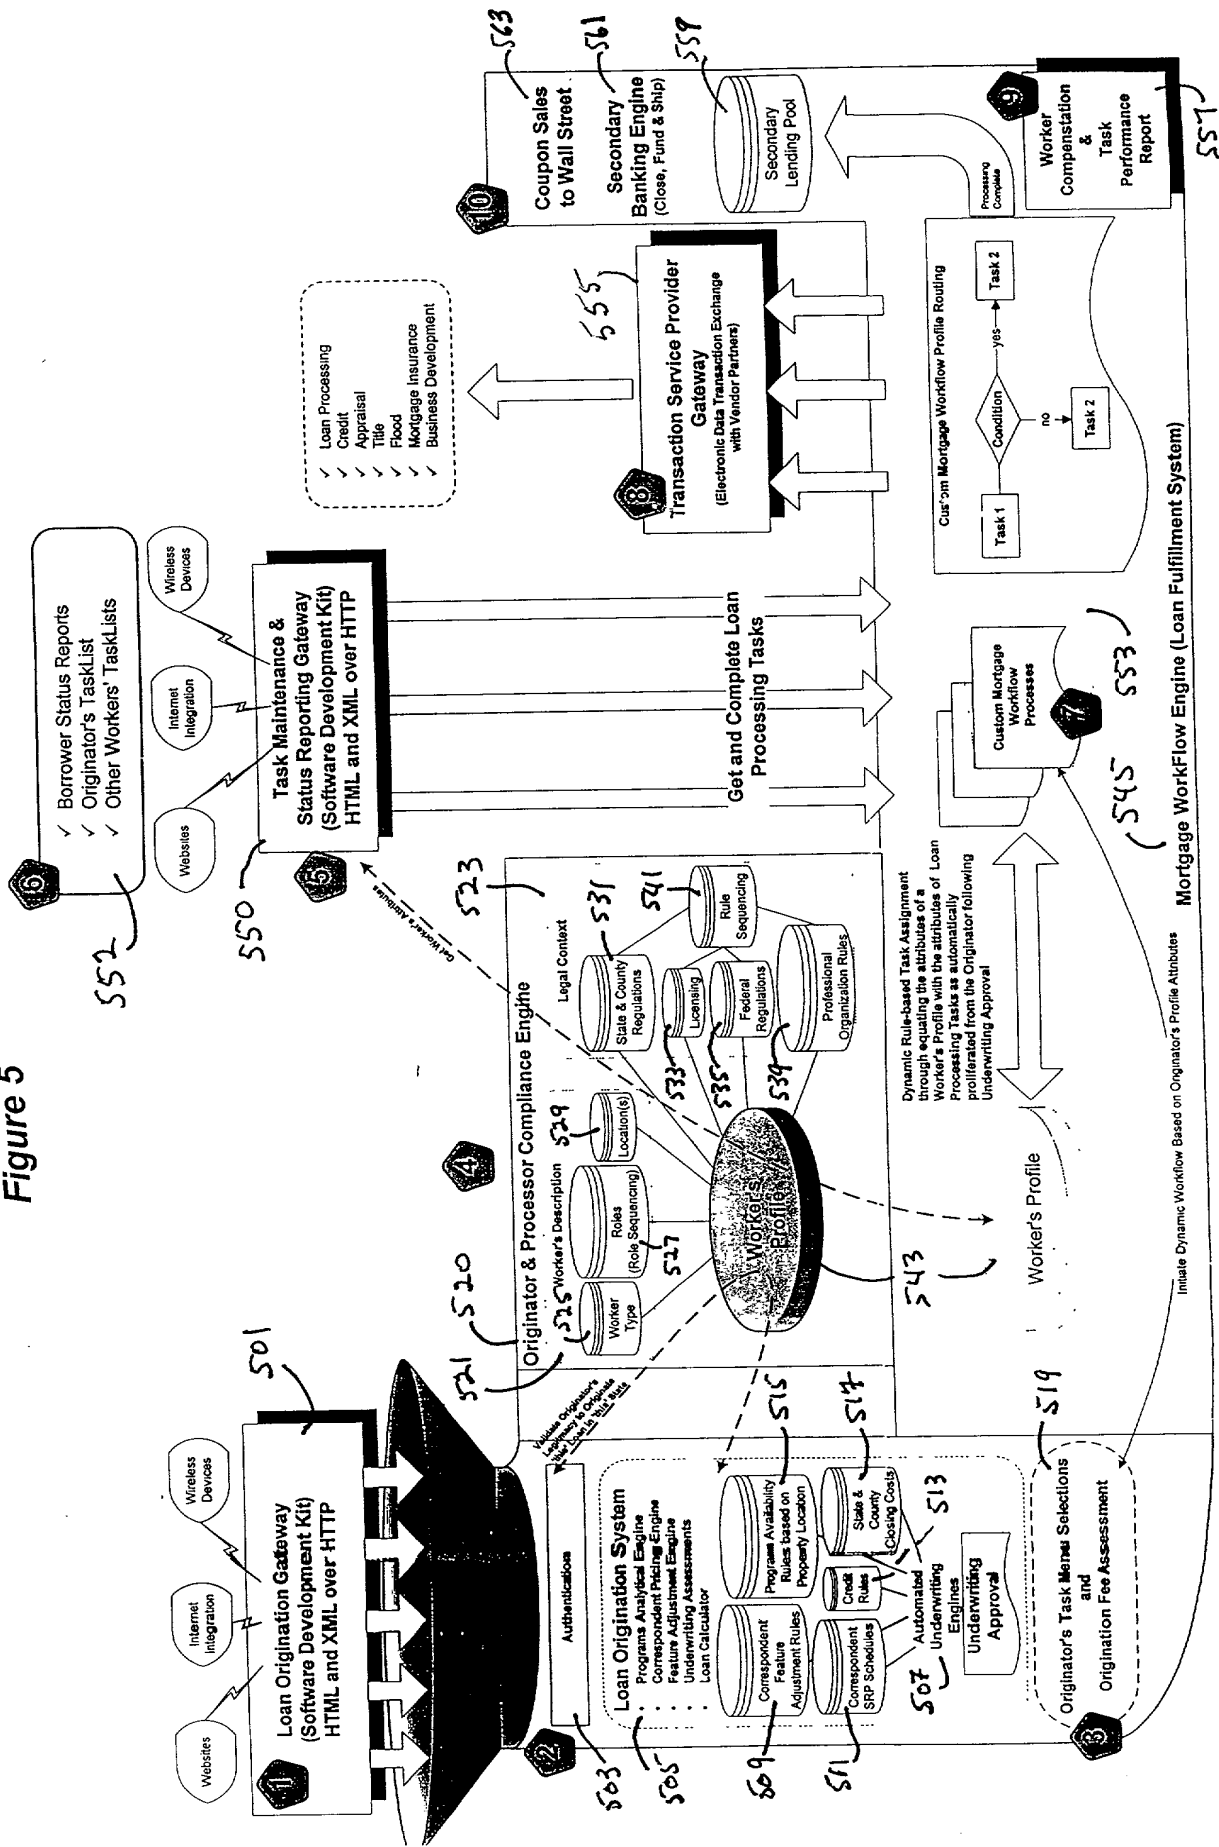 Figure 5
Websites
Internet
Integration
Wireless
Devices
1
Loan Origination Gateway
(Software Development Kit)
HTML and XML over HTTP
501
2
Authentications
503
Validate Originator's
Legitimacy to Originate
"this" Loan in "this" State
Loan Origination System
Programs Analytical Engine
Correspondent Pricing Engine
Feature Adjustment Engine
Underwriting Assessments
Loan Calculator
505
Correspondent
Feature
Adjustment Rules
509
Programs Availability
Rules based on
Property Location
515
Correspondent
SRP Schedules
511
Credit
Rules
513
State &
County
Closing Costs
517
Automated
Underwriting
Engines
507
Underwriting
Approval
3
Originator's Task Menu Selections
and
Origination Fee Assessment
519
4
520
Originator & Processor Compliance Engine
521
Worker's Description
525
Worker
Type
Roles
(Role Sequencing)
527
529
Location(s)
523
Legal Context
531
State & County
Regulations
533
Licensing
535
Federal
Regulations
539
Professional
Organization Rules
541
Rule
Sequencing
Worker's
Profile
543
Worker's Profile
Get Worker's Attributes
6
Borrower Status Reports
Originator's TaskList
Other Workers' TaskLists
552
Websites
Internet
Integration
Wireless
Devices
5
550
Task Maintenance &
Status Reporting Gateway
(Software Development Kit)
HTML and XML over HTTP
Get and Complete Loan
Processing Tasks
Dynamic Rule-based Task Assignment
through equating the attributes of a
Worker's Profile with the attributes of Loan
Processing Tasks as automatically
proliferated from the Originator following
Underwriting Approval
7
Custom Mortgage
Workflow
Processes
545
553
Initiate Dynamic Workflow Based on Originator's Profile Attributes
Mortgage WorkFlow Engine (Loan Fulfillment System)
Loan Processing
Credit
Appraisal
Title
Flood
Mortgage Insurance
Business Development
8
555
Transaction Service Provider
Gateway
(Electronic Data Transaction Exchange
with Vendor Partners)
Custom Mortgage Workflow Profile Routing
Task 1
Condition
yes
Task 2
no
Task 2
10
Coupon Sales
to Wall Street
563
Secondary
Banking Engine
(Close, Fund & Ship)
561
Secondary
Lending Pool
559
Processing
Complete
9
Worker
Compenstation
&
Task
Performance
Report
557